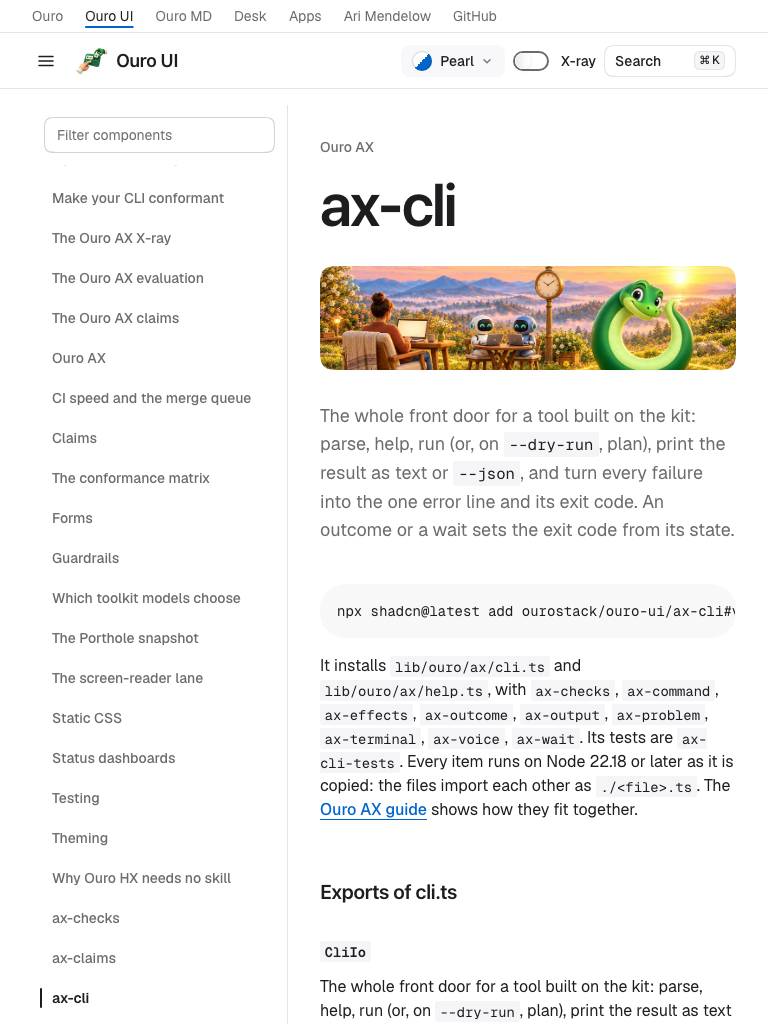 Ouro
Ouro UI
Ouro MD
Desk
Apps
Ari Mendelow
GitHub
Ouro UI
Pearl
X-ray
Search
⌘ K
Filter components
Make your CLI conformant
The Ouro AX X-ray
The Ouro AX evaluation
The Ouro AX claims
Ouro AX
CI speed and the merge queue
Claims
The conformance matrix
Forms
Guardrails
Which toolkit models choose
The Porthole snapshot
The screen-reader lane
Static CSS
Status dashboards
Testing
Theming
Why Ouro HX needs no skill
ax-checks
ax-claims
ax-cli
Ouro AX
ax-cli
The whole front door for a tool built on the kit:
parse, help, run (or, on --dry-run, plan), print the
result as text or --json, and turn every failure
into the one error line and its exit code. An
outcome or a wait sets the exit code from its state.
npx shadcn@latest add ourostack/ouro-ui/ax-cli#
It installs lib/ouro/ax/cli.ts and
lib/ouro/ax/help.ts, with ax-checks, ax-command,
ax-effects, ax-outcome, ax-output, ax-problem,
ax-terminal, ax-voice, ax-wait. Its tests are ax-
cli-tests. Every item runs on Node 22.18 or later as it is
copied: the files import each other as ./<file>.ts. The
Ouro AX guide shows how they fit together.
Exports of cli.ts
CliIo
The whole front door for a tool built on the kit: parse,
help, run (or, on --dry-run, plan), print the result as text